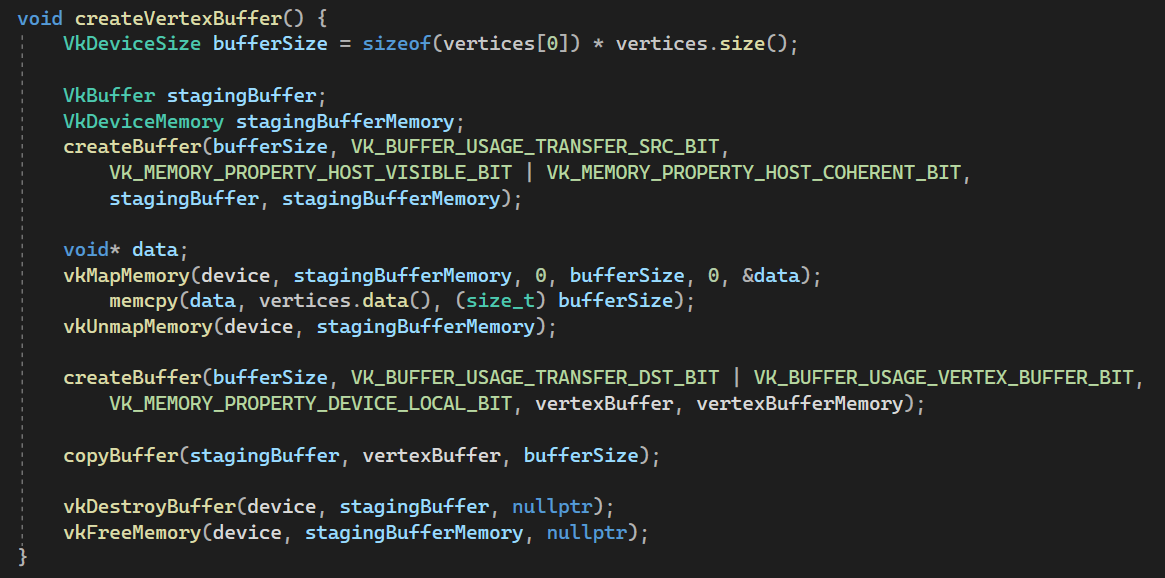 void createVertexBuffer() {
    VkDeviceSize bufferSize = sizeof(vertices[0]) * vertices.size();

    VkBuffer stagingBuffer;
    VkDeviceMemory stagingBufferMemory;
    createBuffer(bufferSize, VK_BUFFER_USAGE_TRANSFER_SRC_BIT,
        VK_MEMORY_PROPERTY_HOST_VISIBLE_BIT | VK_MEMORY_PROPERTY_HOST_COHERENT_BIT,
        stagingBuffer, stagingBufferMemory);

    void* data;
    vkMapMemory(device, stagingBufferMemory, 0, bufferSize, 0, &data);
        memcpy(data, vertices.data(), (size_t) bufferSize);
    vkUnmapMemory(device, stagingBufferMemory);

    createBuffer(bufferSize, VK_BUFFER_USAGE_TRANSFER_DST_BIT | VK_BUFFER_USAGE_VERTEX_BUFFER_BIT,
        VK_MEMORY_PROPERTY_DEVICE_LOCAL_BIT, vertexBuffer, vertexBufferMemory);

    copyBuffer(stagingBuffer, vertexBuffer, bufferSize);

    vkDestroyBuffer(device, stagingBuffer, nullptr);
    vkFreeMemory(device, stagingBufferMemory, nullptr);
}